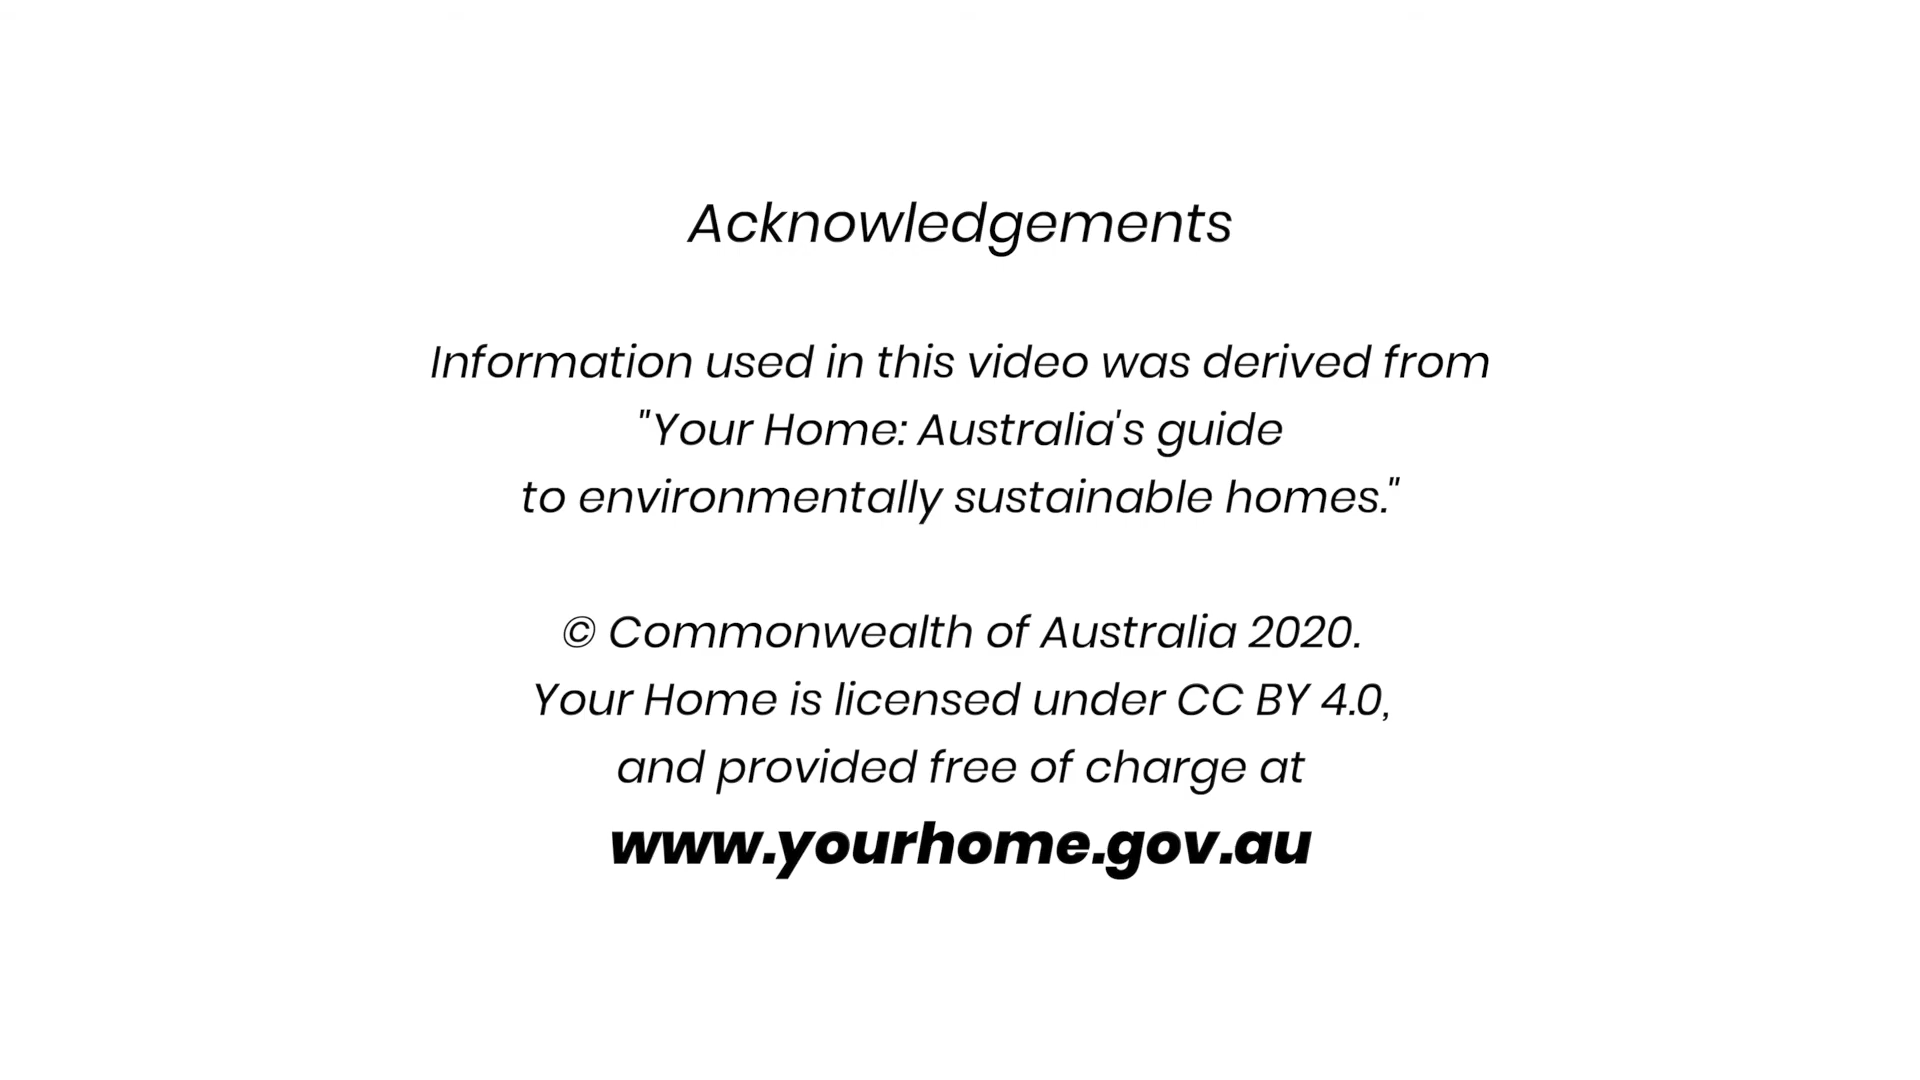 Acknowledgements
Information used in this video was derived from
"Your Home: Australia's guide
to environmentally sustainable homes."
© Commonwealth of Australia 2020.
Your Home is licensed under CC BY 4.0,
and provided free of charge at
www.yourhome.gov.au